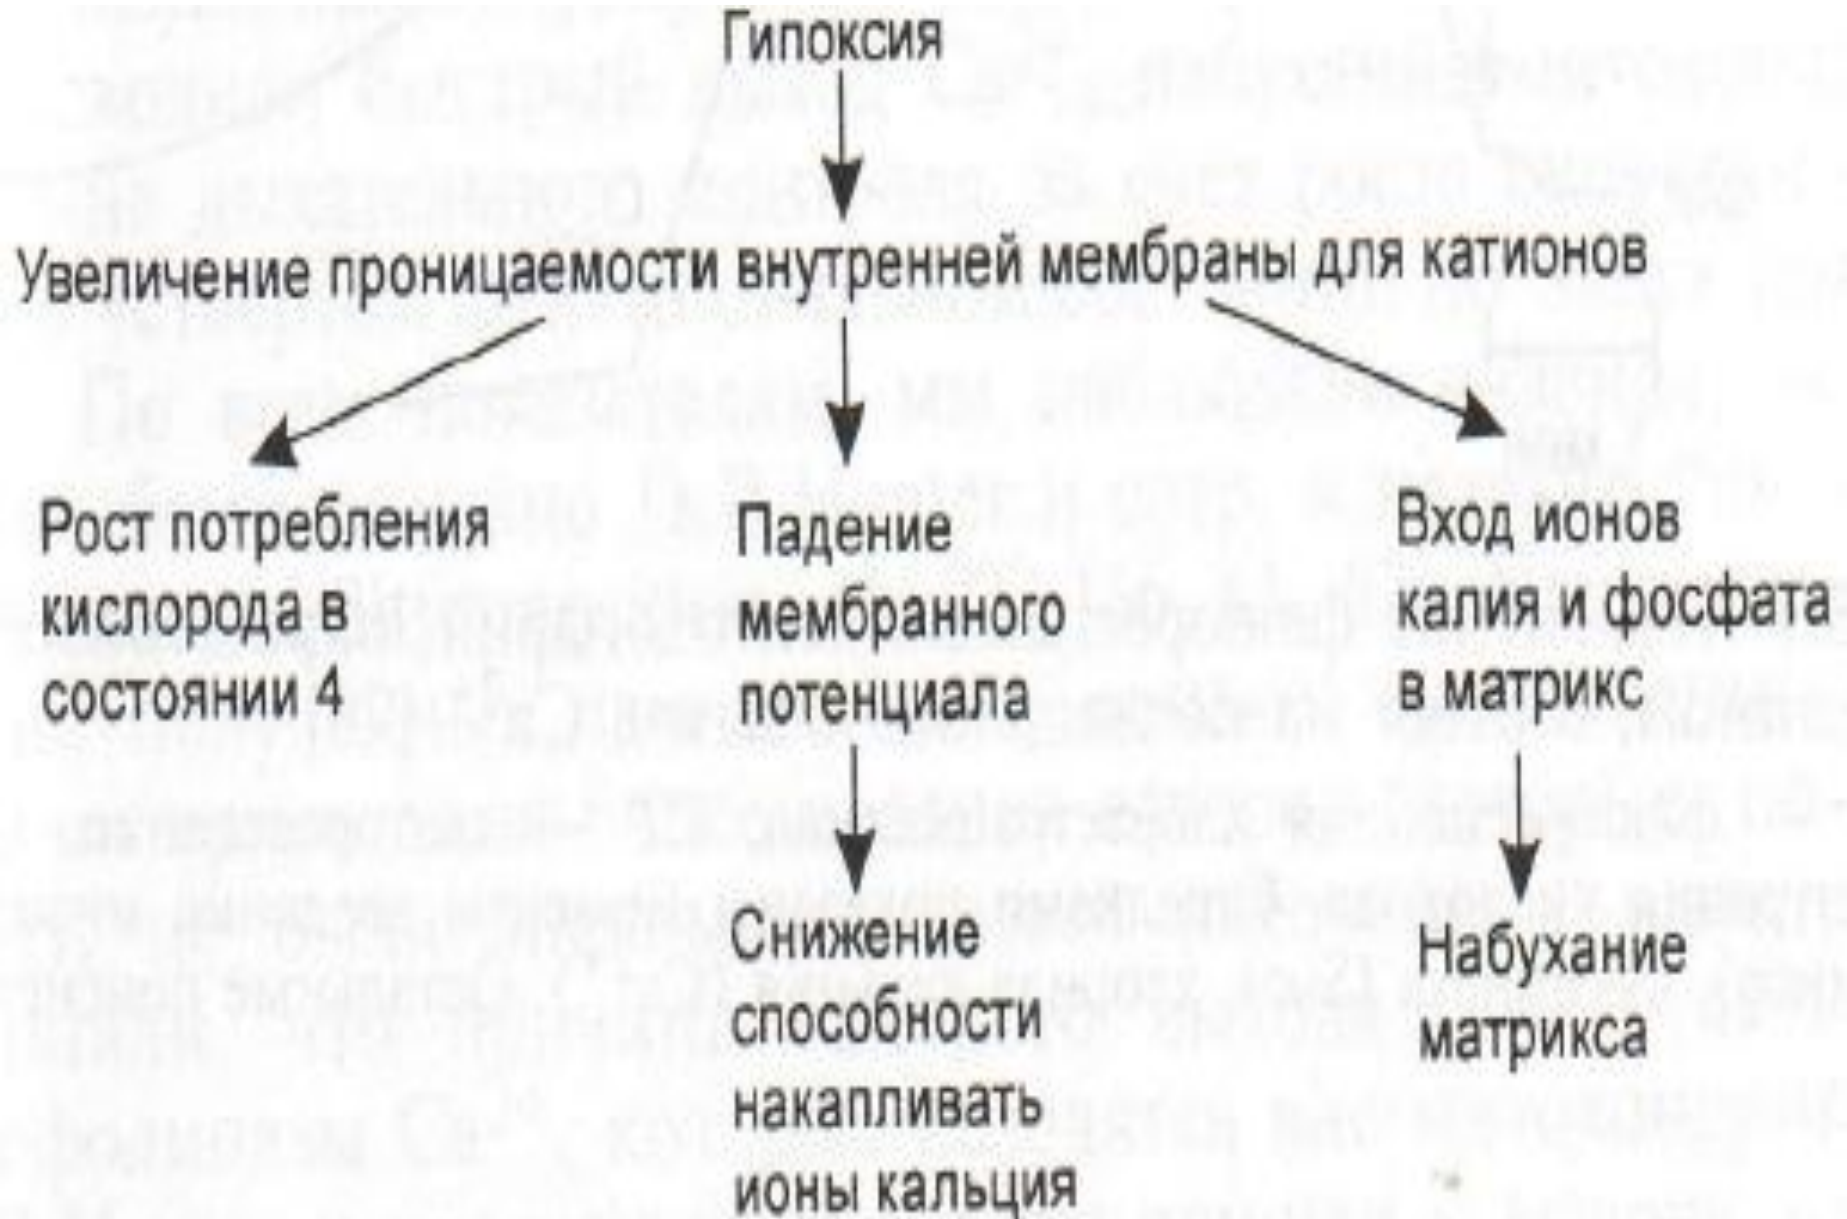 Гипоксия
Увеличение проницаемости внутренней мембраны для катионов
Рост потребления
кислорода в
состоянии 4
Падение
мембранного
потенциала
Вход ионов
калия и фосфата
в матрикс
Снижение
способности
накапливать
ионы кальция
Набухание
матрикса